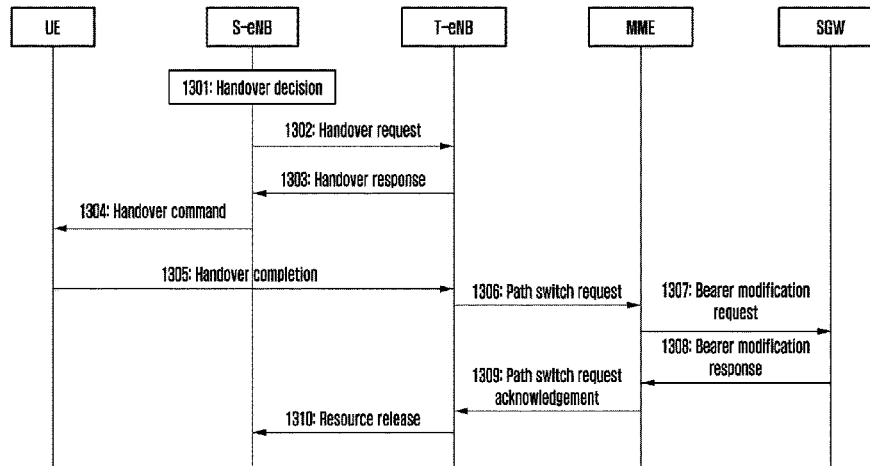 UE
S-eNB
T-eNB
MME
SGW
1301: Handover decision
1302: Handover request
1303: Handover response
1304: Handover command
1305: Handover completion
1306: Path switch request
1307: Bearer modification
request
1308: Bearer modification
response
1309: Path switch request
acknowledgement
1310: Resource release